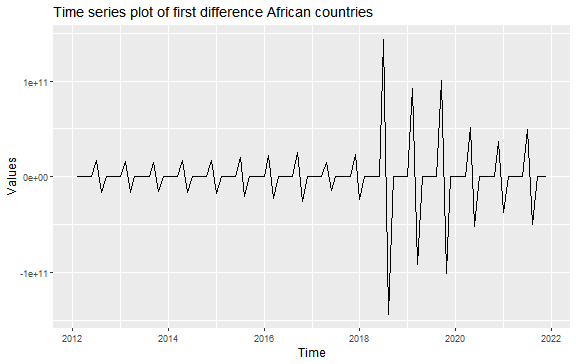 Time series plot of first difference African countries
Values
1e+11
0e+00
-1e+11
2012 2014 2016 2018 2020 2022
Time